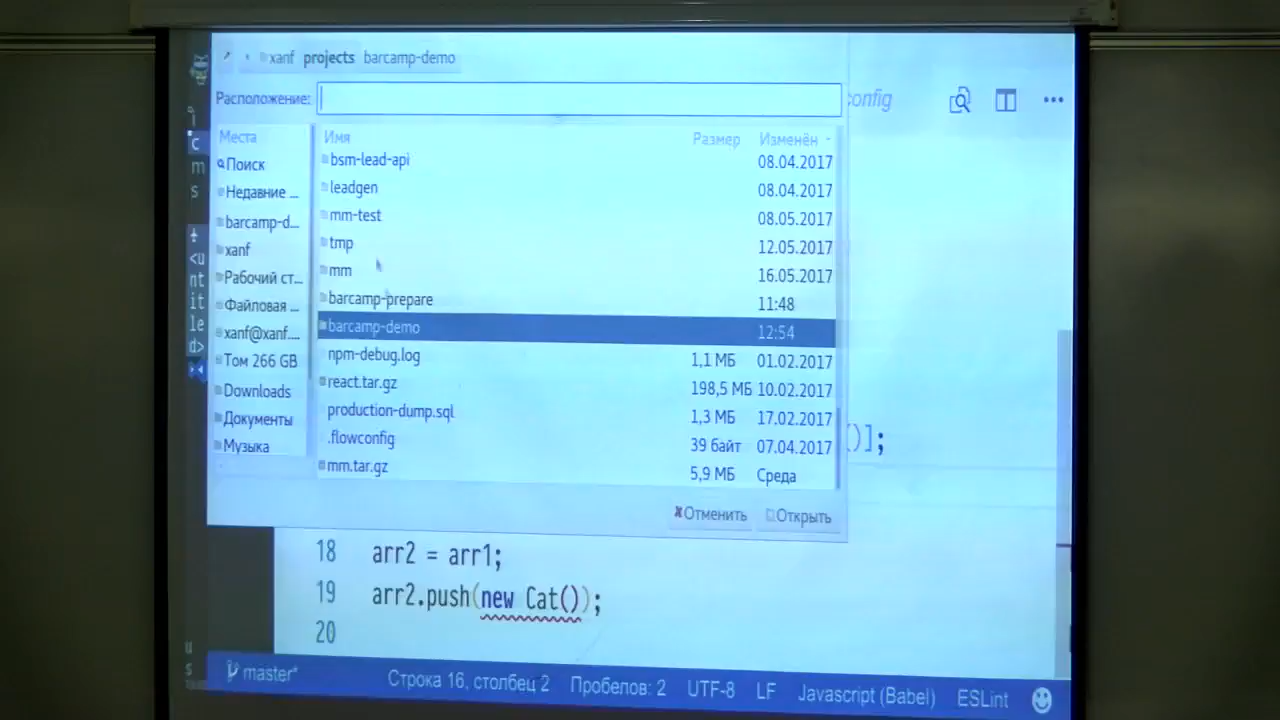 xanf projects barcamp-demo
Расположение:
onfig
Места
Поиск
Недавние ...
barcamp-d...
xanf
Рабочий ст...
Файловая ...
xanf@xanf....
Том 266 GB
Downloads
Документы
Музыка
Имя Размер Изменён
bsm-lead-api 08.04.2017
leadgen 08.04.2017
mm-test 08.05.2017
tmp 12.05.2017
mm 16.05.2017
barcamp-prepare 11:48
barcamp-demo 12:54
npm-debug.log 1,1 МБ 01.02.2017
react.tar.gz 198,5 МБ 10.02.2017
production-dump.sql 1,3 МБ 17.02.2017
.flowconfig 39 байт 07.04.2017
mm.tar.gz 5,9 МБ Среда
Отменить Открыть
)];
<u
nt
it
le
d>
18 arr2 = arr1;
19 arr2.push(new Cat());
20
master* Строка 16, столбец 2 Пробелов: 2 UTF-8 LF Javascript (Babel) ESLint